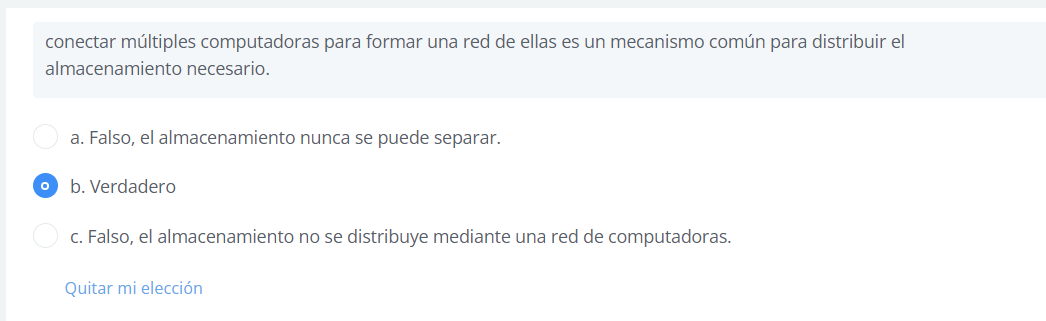 conectar múltiples computadoras para formar una red de ellas es un mecanismo común para distribuir el
almacenamiento necesario.
a. Falso, el almacenamiento nunca se puede separar.
b. Verdadero
c. Falso, el almacenamiento no se distribuye mediante una red de computadoras.
Quitar mi elección